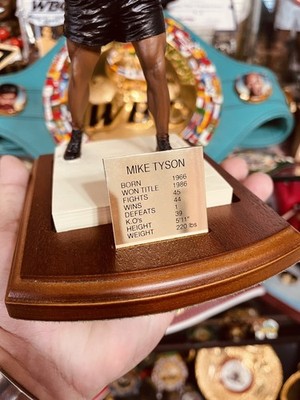 WBC
MIKE TYSON
BORN 1966
WON TITLE 1986
FIGHTS 45
WINS 44
DEFEATS 1
K.O's 39
HEIGHT 5'11"
WEIGHT 220 lbs